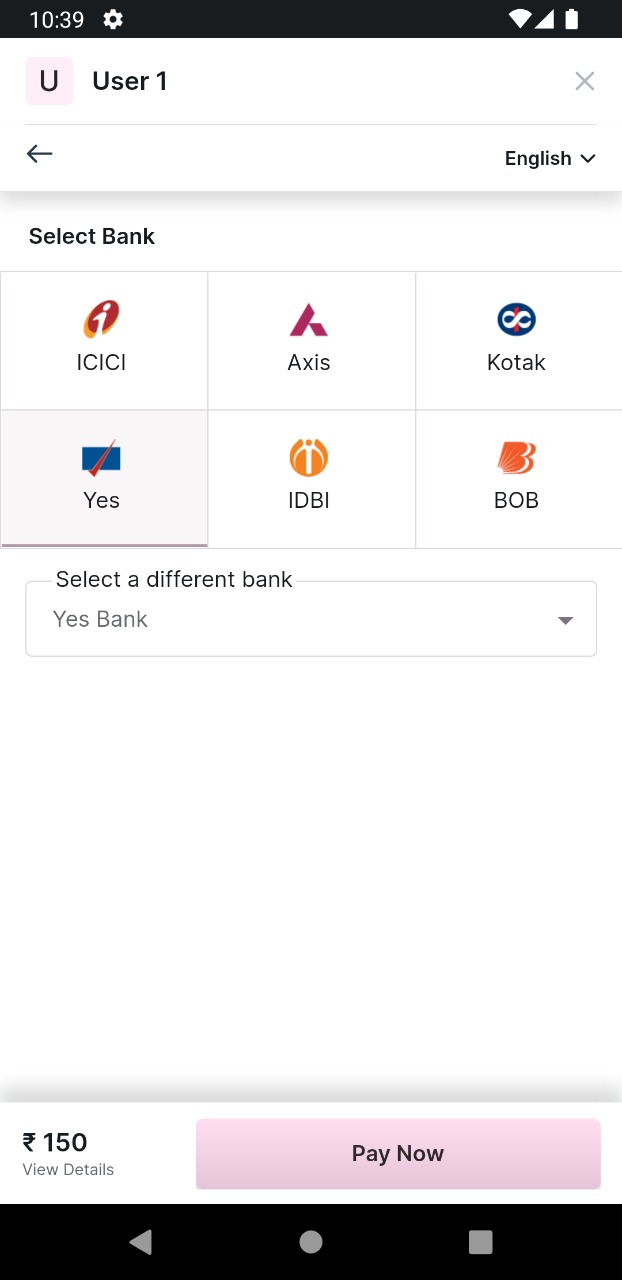 10:39
U User 1
English
Select Bank
ICICI Axis Kotak
Yes IDBI BOB
Select a different bank
Yes Bank
₹ 150
View Details
Pay Now